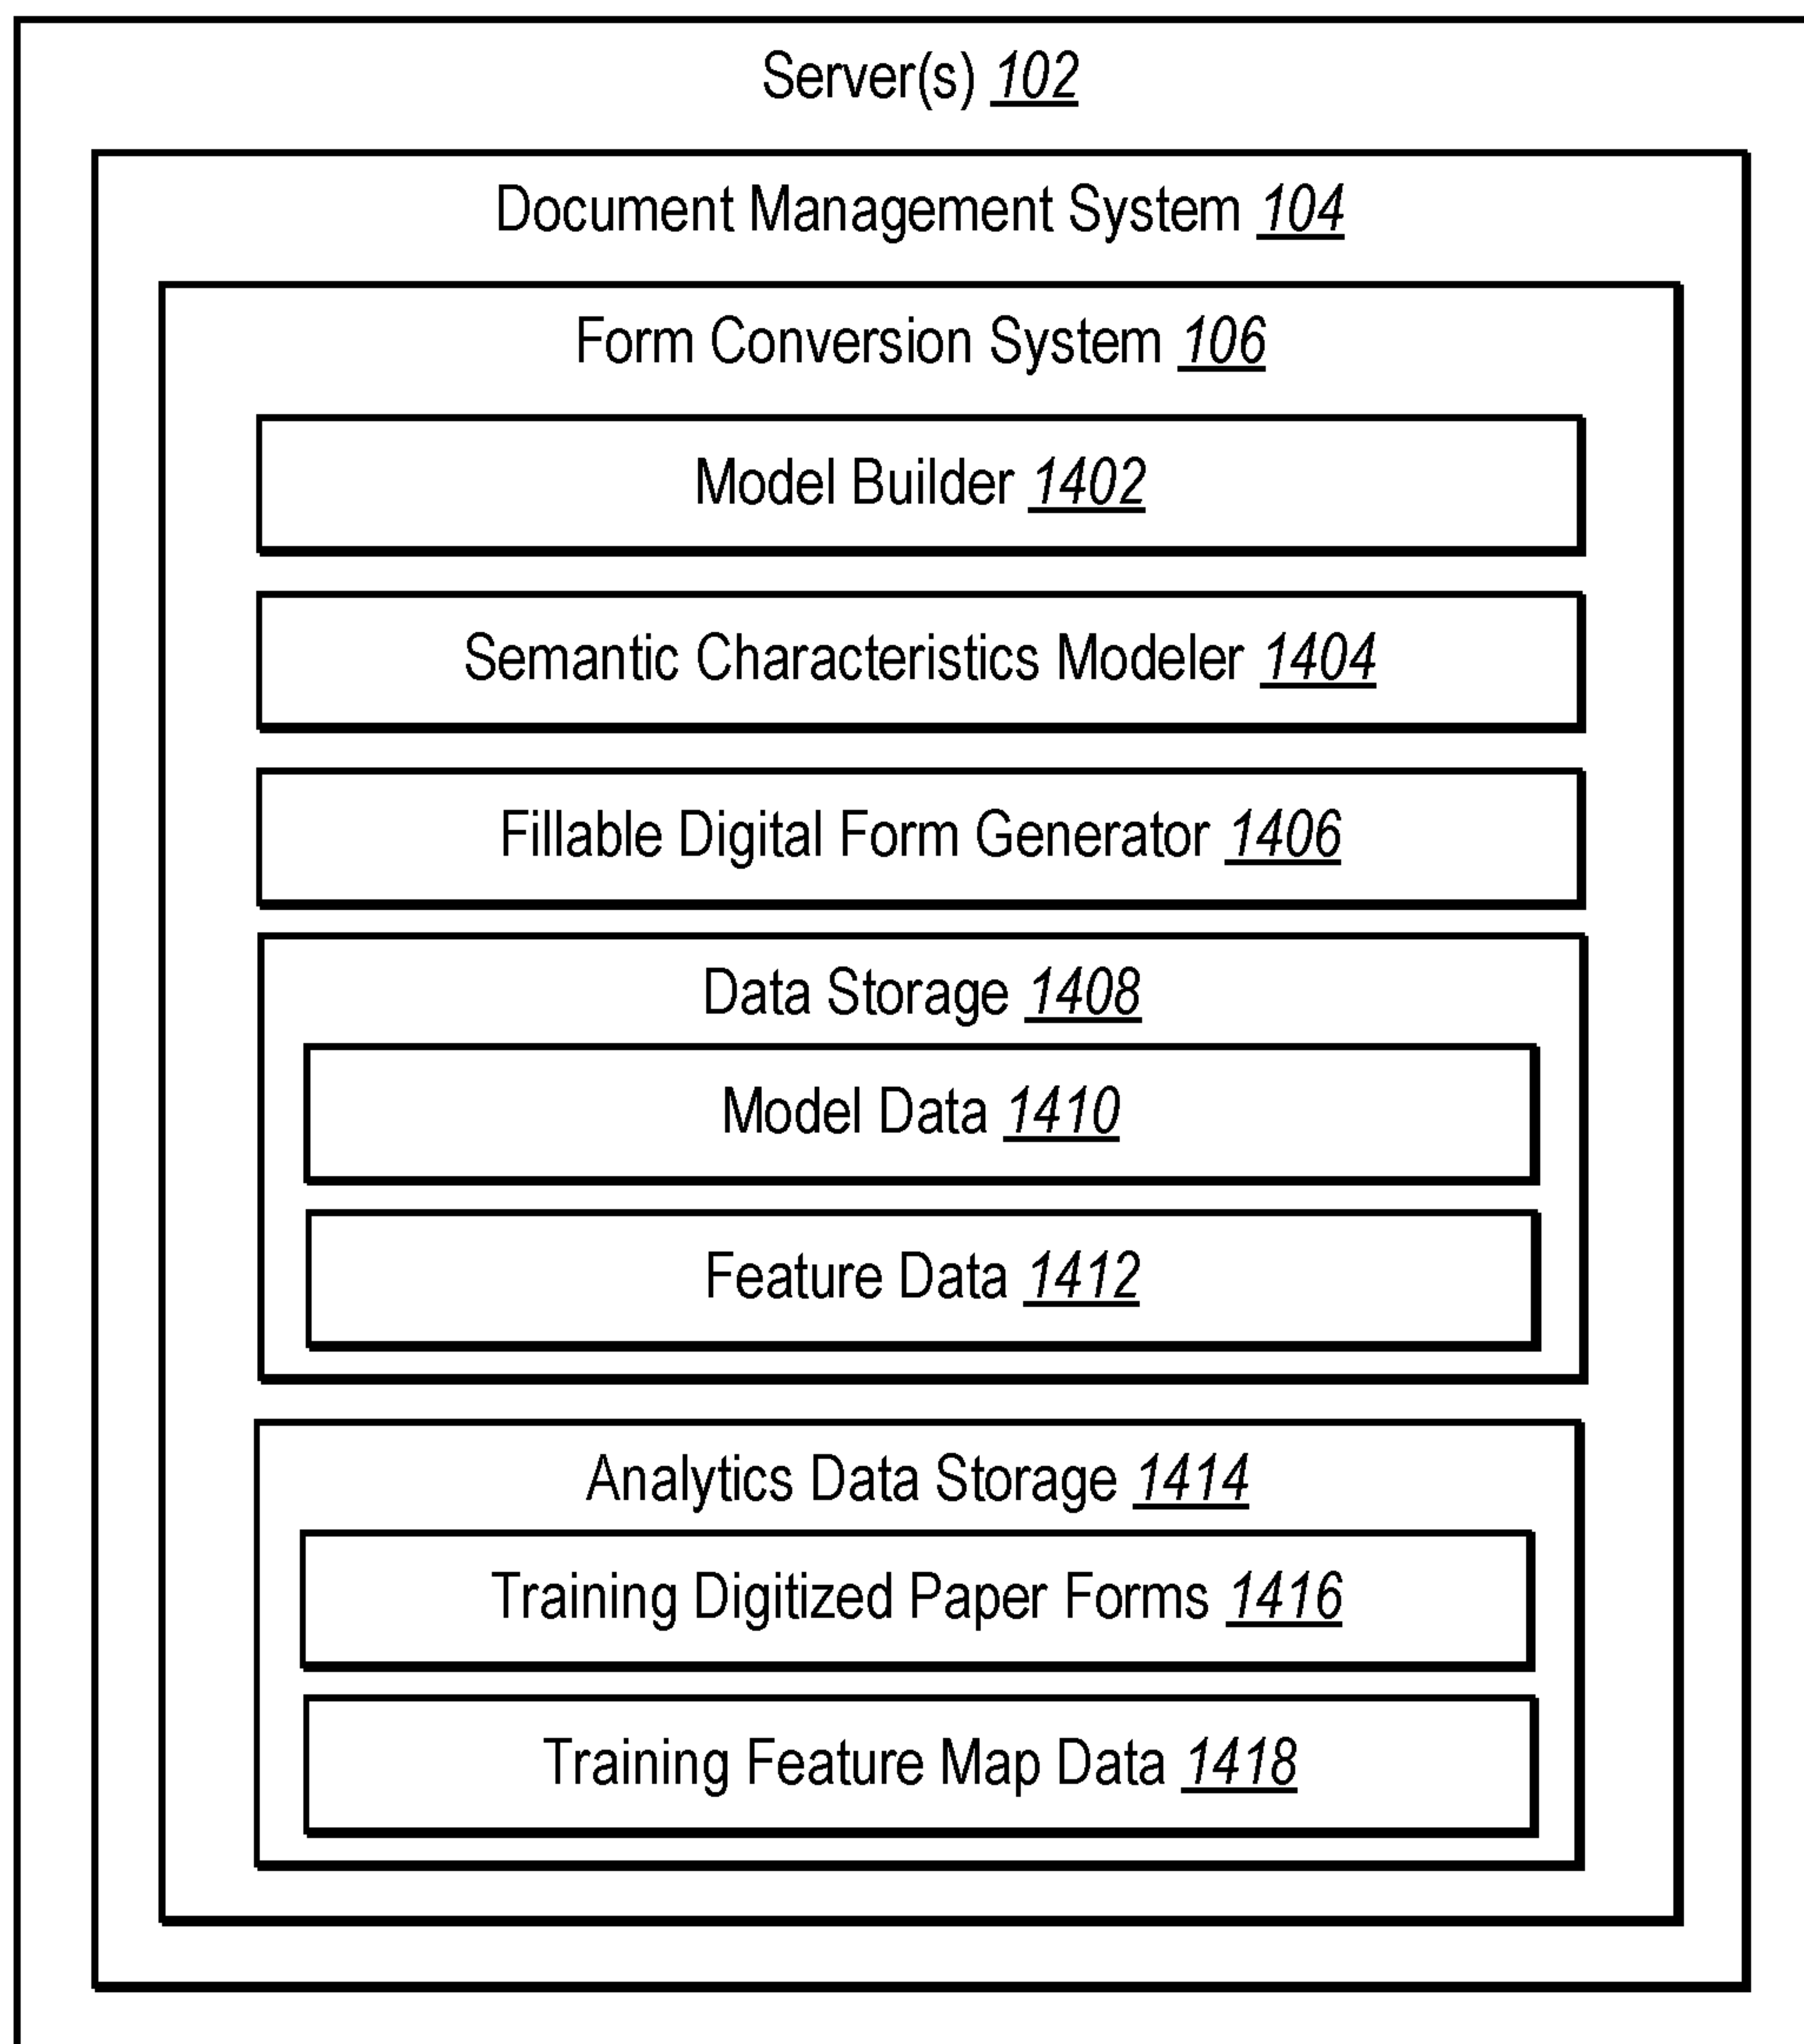 Server(s) 102
Document Management System 104
Form Conversion System 106
Model Builder 1402
Semantic Characteristics Modeler 1404
Fillable Digital Form Generator 1406
Data Storage 1408
Model Data 1410
Feature Data 1412
Analytics Data Storage 1414
Training Digitized Paper Forms 1416
Training Feature Map Data 1418